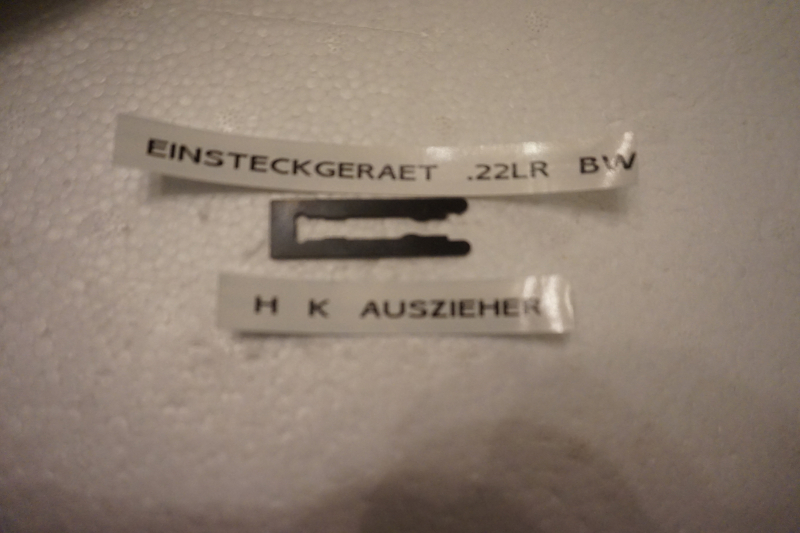 EINSTECKGERAET .22LR BW
H K AUSZIEHER